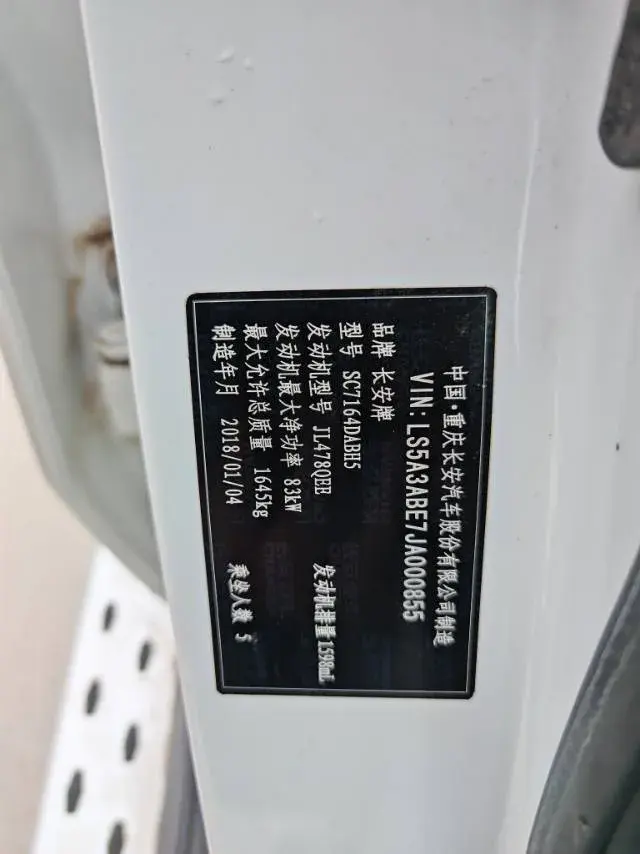 中国·重庆长安汽车股份有限公司制造
VIN: LS5A3ABE7JA000855
品牌 长安牌
型号 SC7164DABH5
发动机型号 JL478QEE 发动机排量 1598mL
发动机最大净功率 83kW
最大允许总质量 1645kg
制造年月 2018/01/04 乘坐人数 5